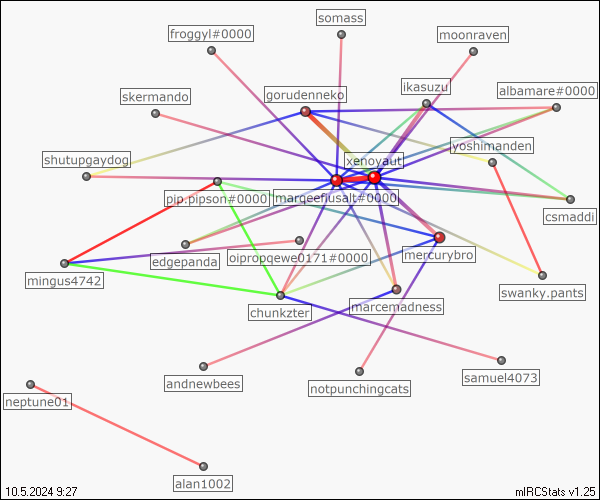 somass
froggyl#0000
moonraven
ikasuzu
albamare#0000
gorudenneko
skermando
yoshimanden
xenoyaut
shutupgaydog
pip.pipson#0000
marqeefiusalt#0000
csmaddi
edgepanda
oipropqewe0171#0000
mercurybro
mingus4742
swanky.pants
chunkzter
marcemadness
andnewbees
notpunchingcats
samuel4073
neptune01
alan1002
10.5.2024 9:27
mIRCStats v1.25